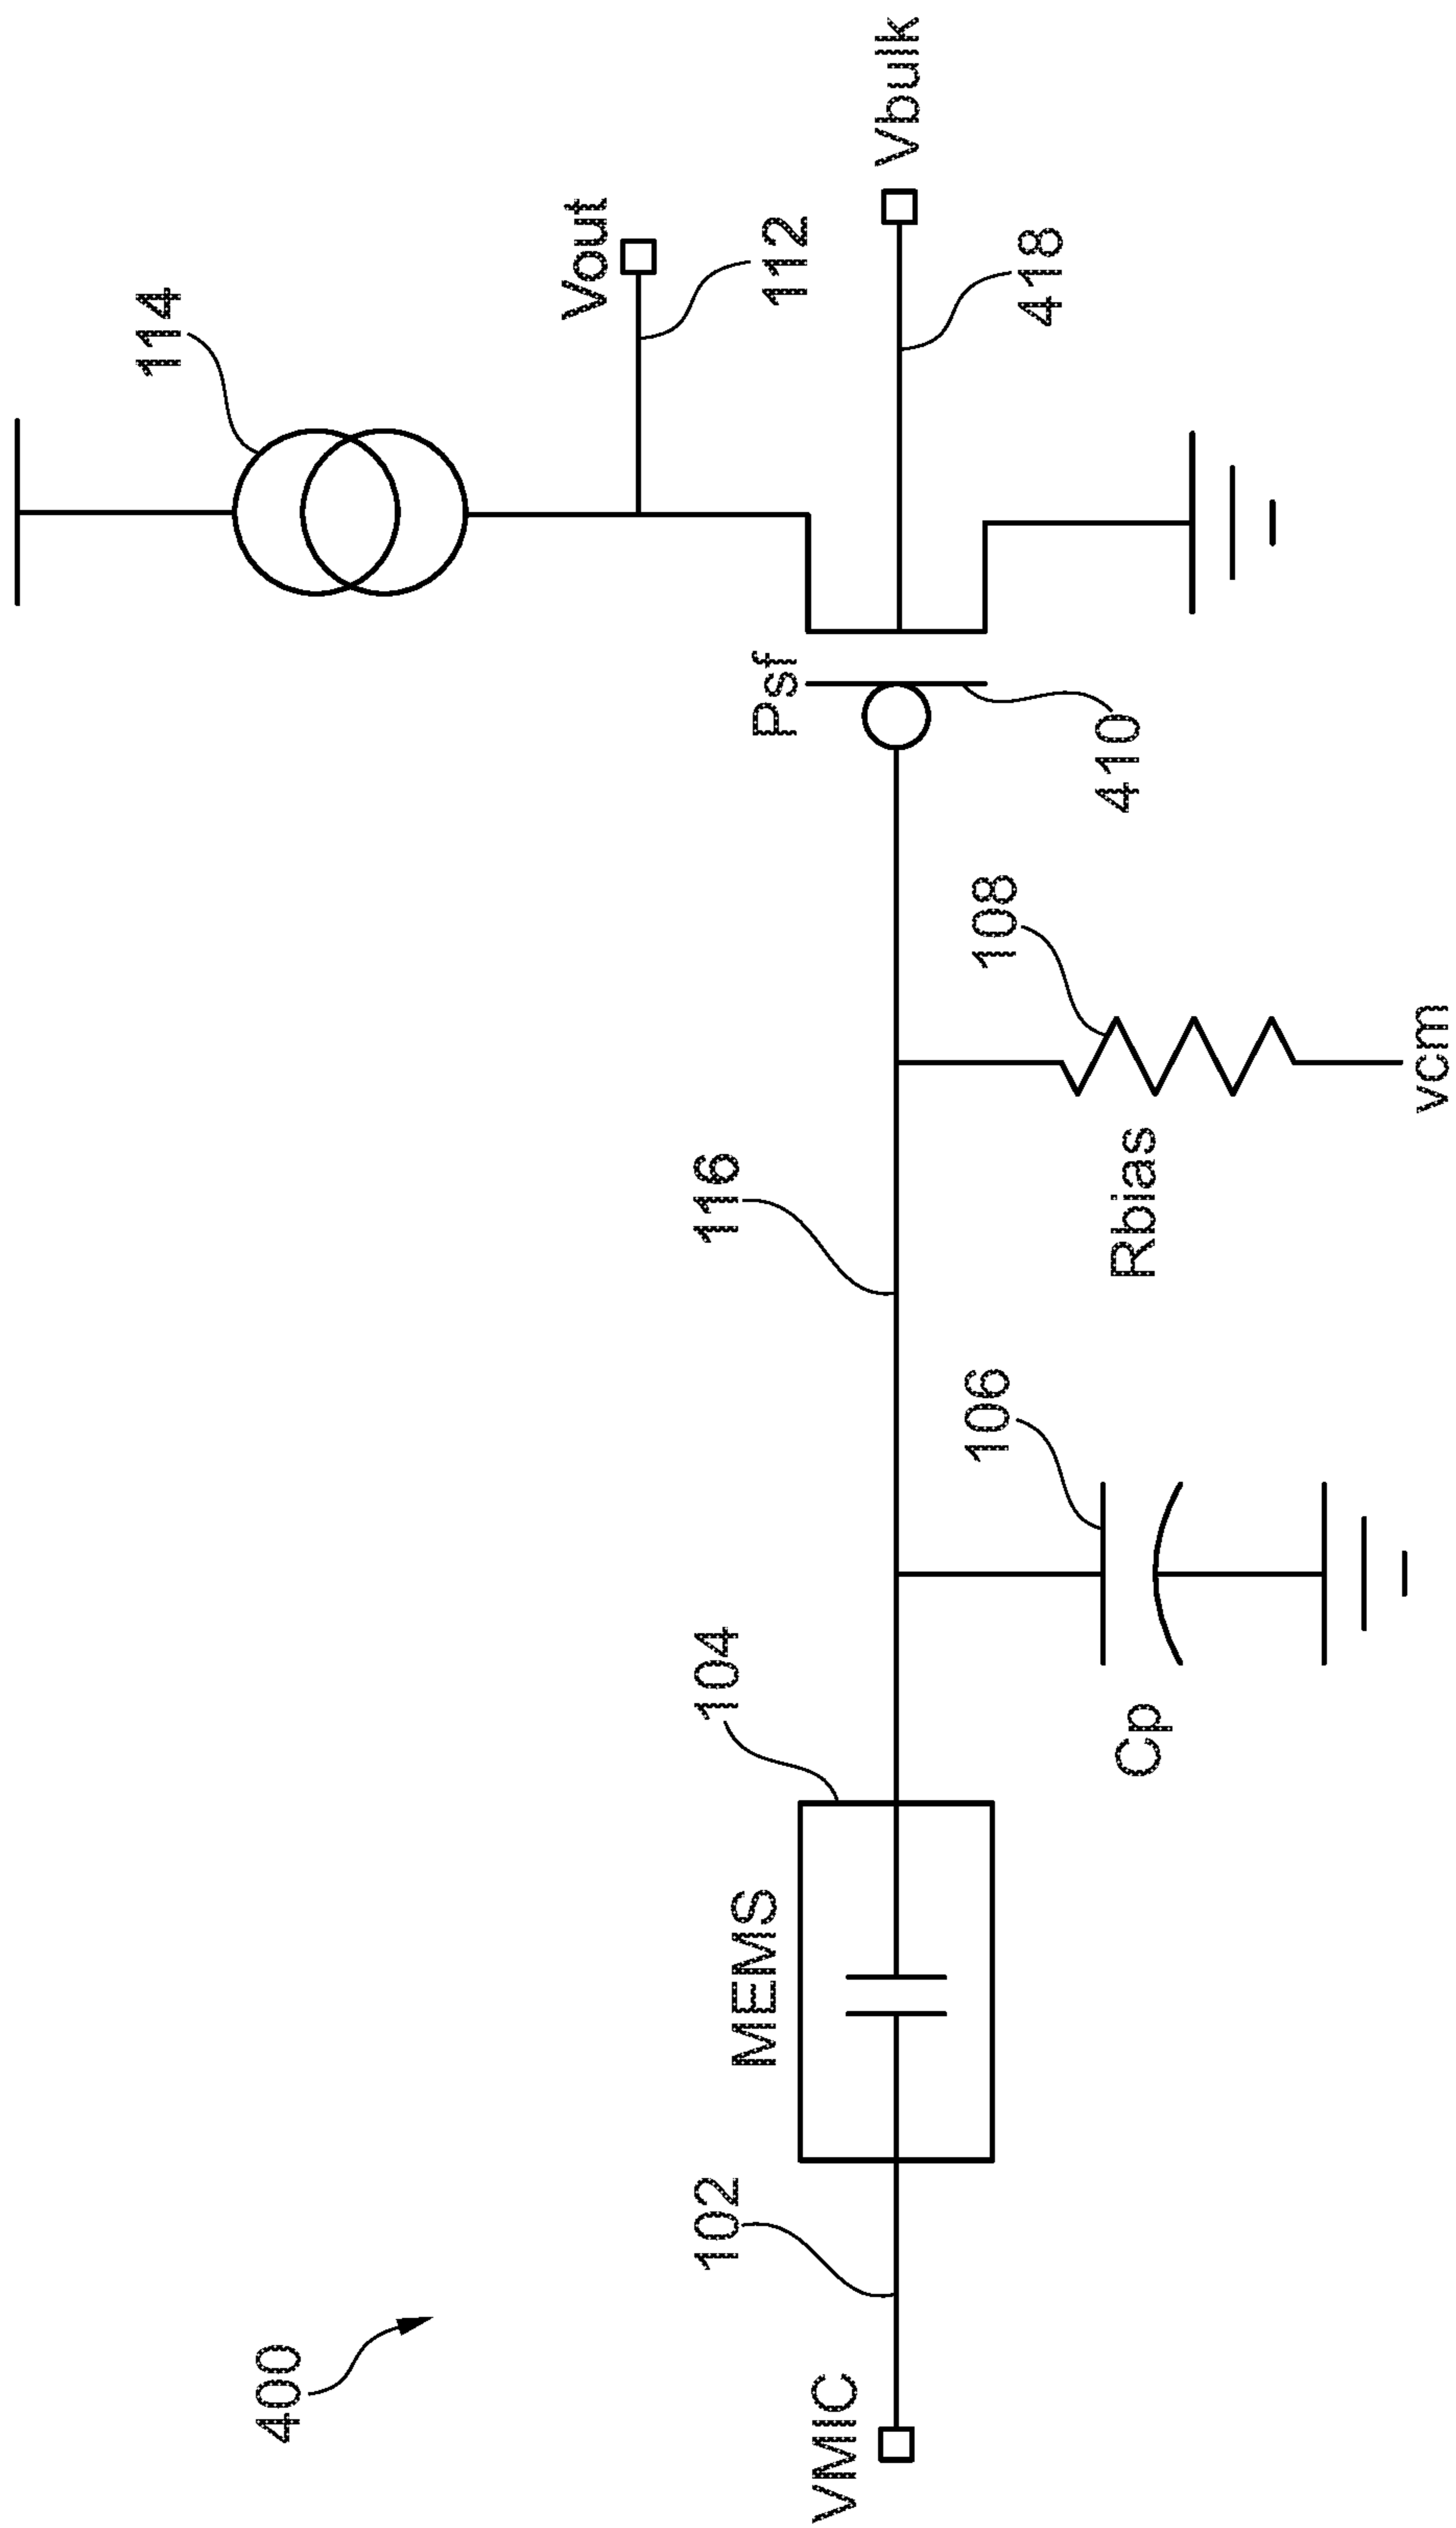 400
VMIC
102
MEMS
104
Cp
106
116
Rbias
108
vcm
Psf
410
114
Vout
112
Vbulk
418